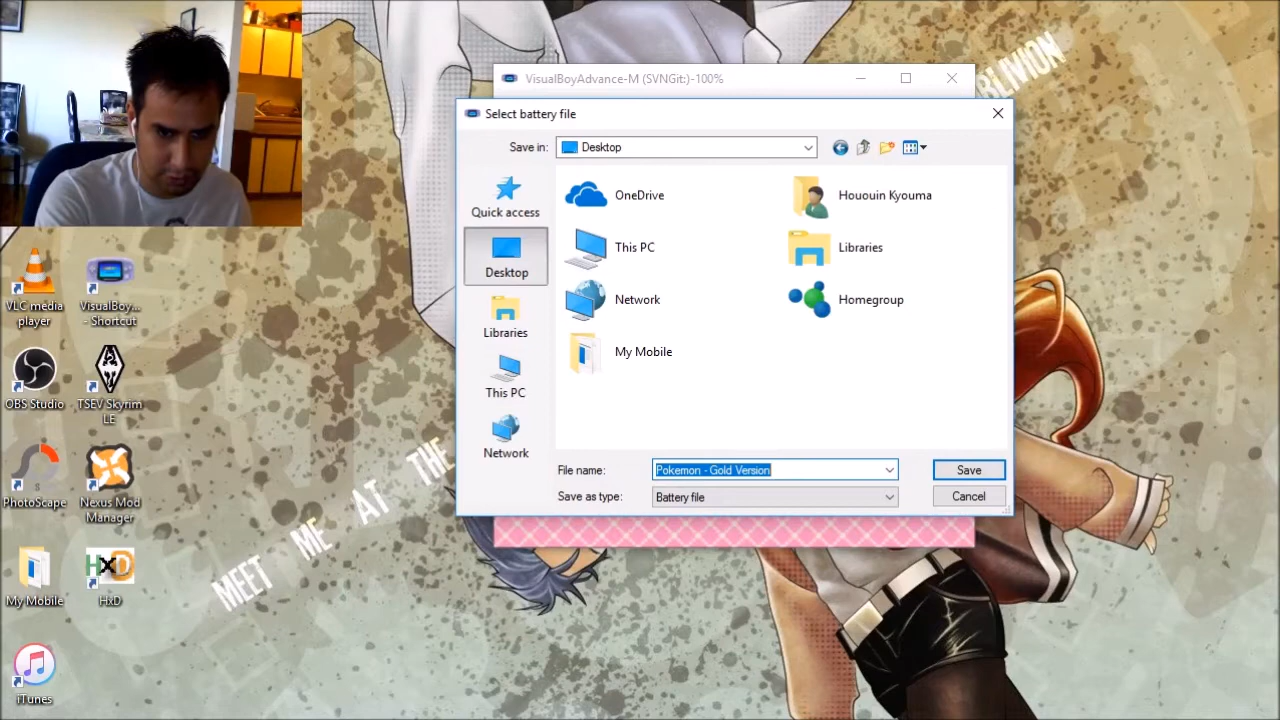 VisualBoyAdvance-M (SVNGit:)-100%
Select battery file
Save in:
Desktop
Quick access
Desktop
Libraries
This PC
Network
OneDrive
Hououin Kyouma
This PC
Libraries
Network
Homegroup
My Mobile
File name:
Pokemon - Gold Version
Save
Save as type:
Battery file
Cancel
VLC media
player
VisualBoy...
- Shortcut
OBS Studio
TSEV Skyrim
LE
PhotoScape
Nexus Mod
Manager
My Mobile
HxD
HxD
iTunes
MEET ME AT THE
OBLIVION